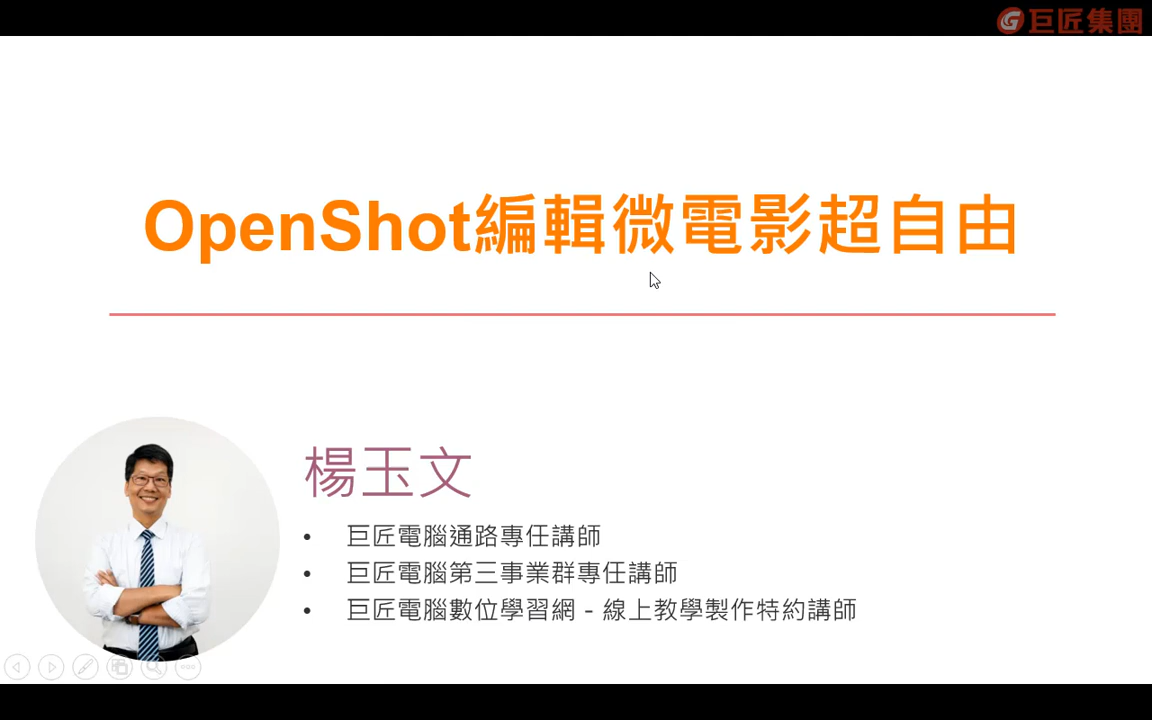 巨匠集團
OpenShot編輯微電影超自由
楊玉文
• 巨匠電腦通路專任講師
• 巨匠電腦第三事業群專任講師
• 巨匠電腦數位學習網 - 線上教學製作特約講師